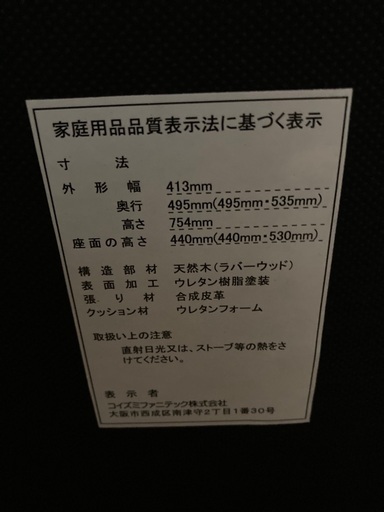 家庭用品品質表示法に基づく表示
寸法
外形 幅 413mm
奥行 495mm(495mm・535mm)
高さ 754mm
座面の高さ 440mm(440mm・530mm)
構造部材 天然木(ラバーウッド)
表面加工 ウレタン樹脂塗装
張り材 合成皮革
クッション材 ウレタンフォーム
取扱い上の注意
直射日光又は、ストーブ等の熱をさ
けてください。
表示者
コイズミファニテック株式会社
大阪市西成区南津守2丁目1番30号